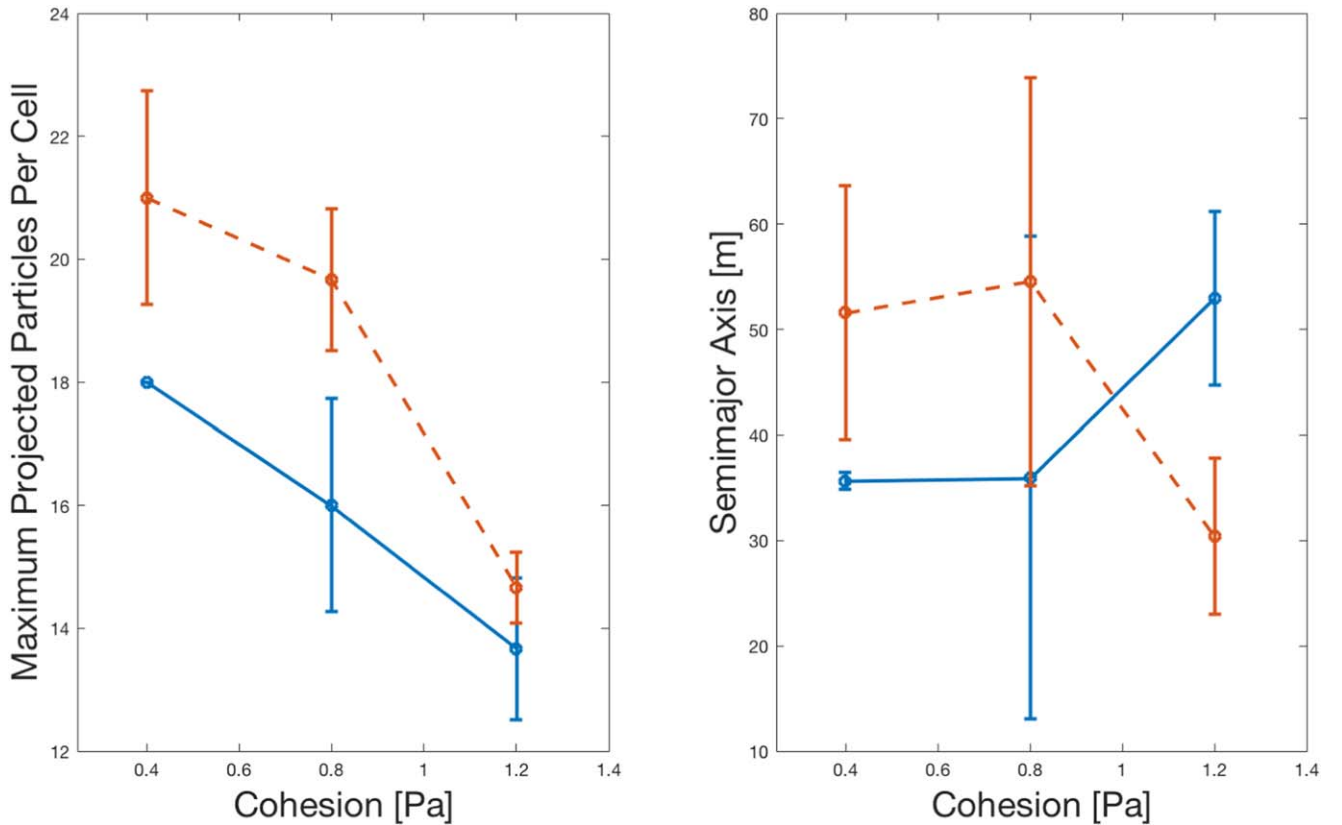 Maximum Projected Particles Per Cell
24
22
20
18
16
14
12
0.4 0.6 0.8 1 1.2 1.4
Cohesion [Pa]
Semimajor Axis [m]
80
70
60
50
40
30
20
10
0.4 0.6 0.8 1 1.2 1.4
Cohesion [Pa]